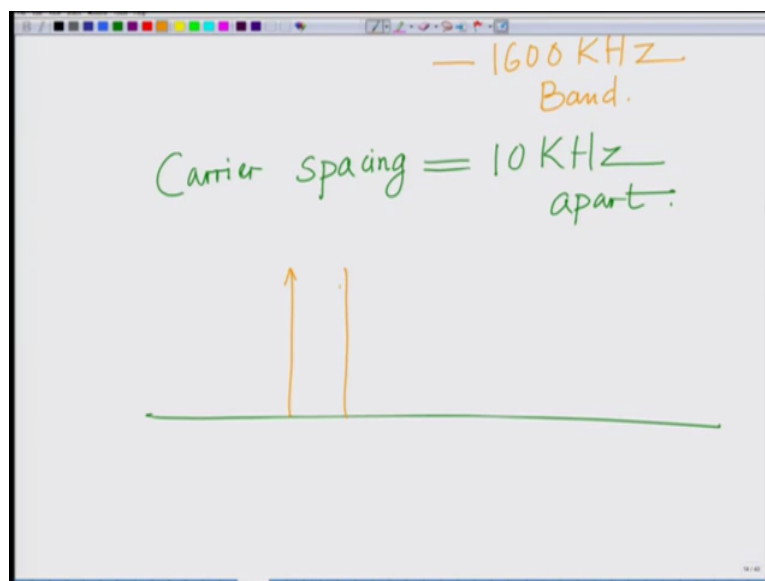 — 1600 KHz
Band.
Carrier spacing = 10 KHz
apart.